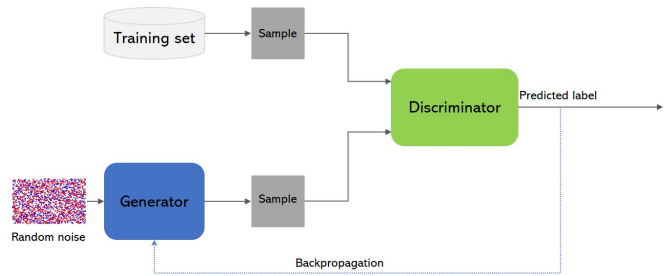 Training set
Sample
Predicted label
Discriminator
Generator
Sample
Random noise
Backpropagation